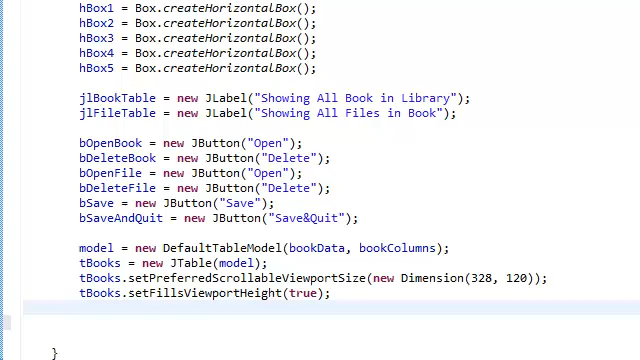 hBox1 = Box.createHorizontalBox();
hBox2 = Box.createHorizontalBox();
hBox3 = Box.createHorizontalBox();
hBox4 = Box.createHorizontalBox();
hBox5 = Box.createHorizontalBox();
jlBookTable = new JLabel("Showing All Book in Library");
jlFileTable = new JLabel("Showing All Files in Book");
bOpenBook = new JButton("Open");
bDeleteBook = new JButton("Delete");
bOpenFile = new JButton("Open");
bDeleteFile = new JButton("Delete");
bSave = new JButton("Save");
bSaveAndQuit = new JButton("Save&Quit");
model = new DefaultTableModel(bookData, bookColumns);
tBooks = new JTable(model);
tBooks.setPreferredScrollableViewportSize(new Dimension(328, 120));
tBooks.setFillsViewportHeight(true);
}